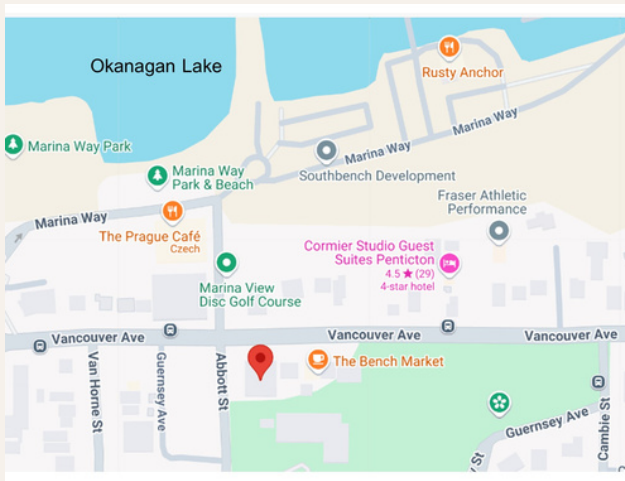 Okanagan Lake
Rusty Anchor
Marina Way
Marina Way Park
Marina Way
Southbench Development
Marina Way
Park & Beach
Fraser Athletic
Performance
Marina Way
The Prague Café
Czech
Cormier Studio Guest
Suites Penticton
4.5 ★ (29)
4-star hotel
Marina View
Disc Golf Course
Vancouver Ave
Vancouver Ave
Vancouver Ave
Van Horne St
Guernsey Ave
Abbott St
The Bench Market
Guernsey Ave
Cambie St
y St